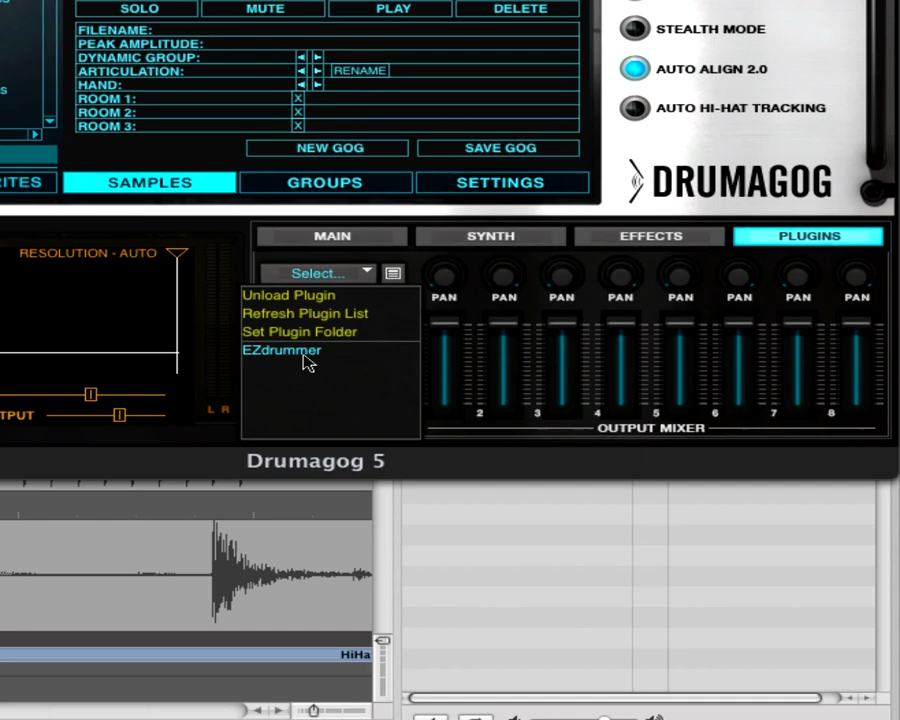 SOLO MUTE PLAY DELETE
FILENAME:
PEAK AMPLITUDE:
DYNAMIC GROUP:
ARTICULATION: RENAME
HAND:
ROOM 1: X
ROOM 2: X
ROOM 3: X
NEW GOG SAVE GOG
SAMPLES GROUPS SETTINGS
STEALTH MODE
AUTO ALIGN 2.0
AUTO HI-HAT TRACKING
DRUMAGOG
MAIN SYNTH EFFECTS PLUGINS
RESOLUTION - AUTO
Select...
Unload Plugin
Refresh Plugin List
Set Plugin Folder
EZdrummer
PAN PAN PAN PAN PAN PAN PAN PAN
L R
2 3 4 5 6 7 8
OUTPUT MIXER
Drumagog 5
HiHa